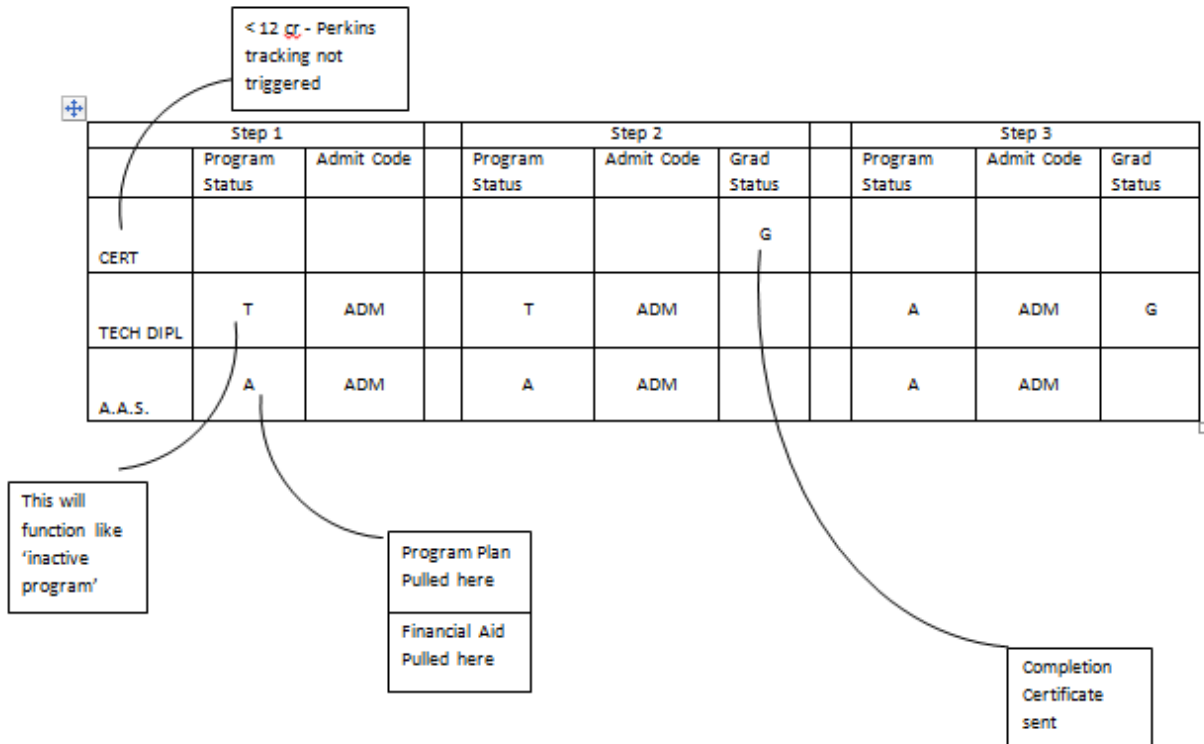 < 12 cr - Perkins
tracking not
triggered
Step 1 Step 2 Step 3
Program Admit Code Program Admit Code Grad Program Admit Code Grad
Status Status Status Status Status
G
CERT
T ADM T ADM A ADM G
TECH DIPL
A ADM A ADM A ADM
A.A.S.
This will
function like
‘inactive
program’
Program Plan
Pulled here
Financial Aid
Pulled here
Completion
Certificate
sent